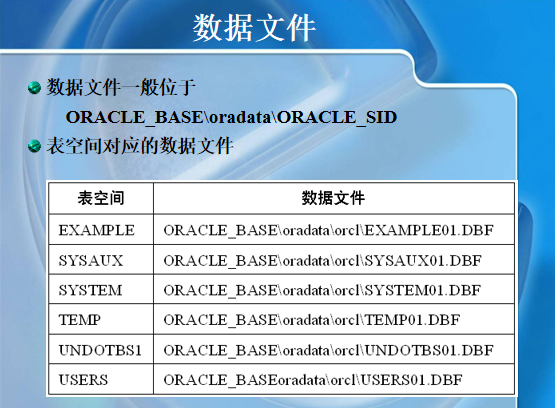 数据文件
数据文件一般位于
ORACLE_BASE\oradata\ORACLE_SID
表空间对应的数据文件
表空间 数据文件
EXAMPLE ORACLE_BASE\oradata\orcl\EXAMPLE01.DBF
SYSAUX ORACLE_BASE\oradata\orcl\SYSAUX01.DBF
SYSTEM ORACLE_BASE\oradata\orcl\SYSTEM01.DBF
TEMP ORACLE_BASE\oradata\orcl\TEMP01.DBF
UNDOTBS1 ORACLE_BASE\oradata\orcl\UNDOTBS01.DBF
USERS ORACLE_BASEoradata\orcl\USERS01.DBF